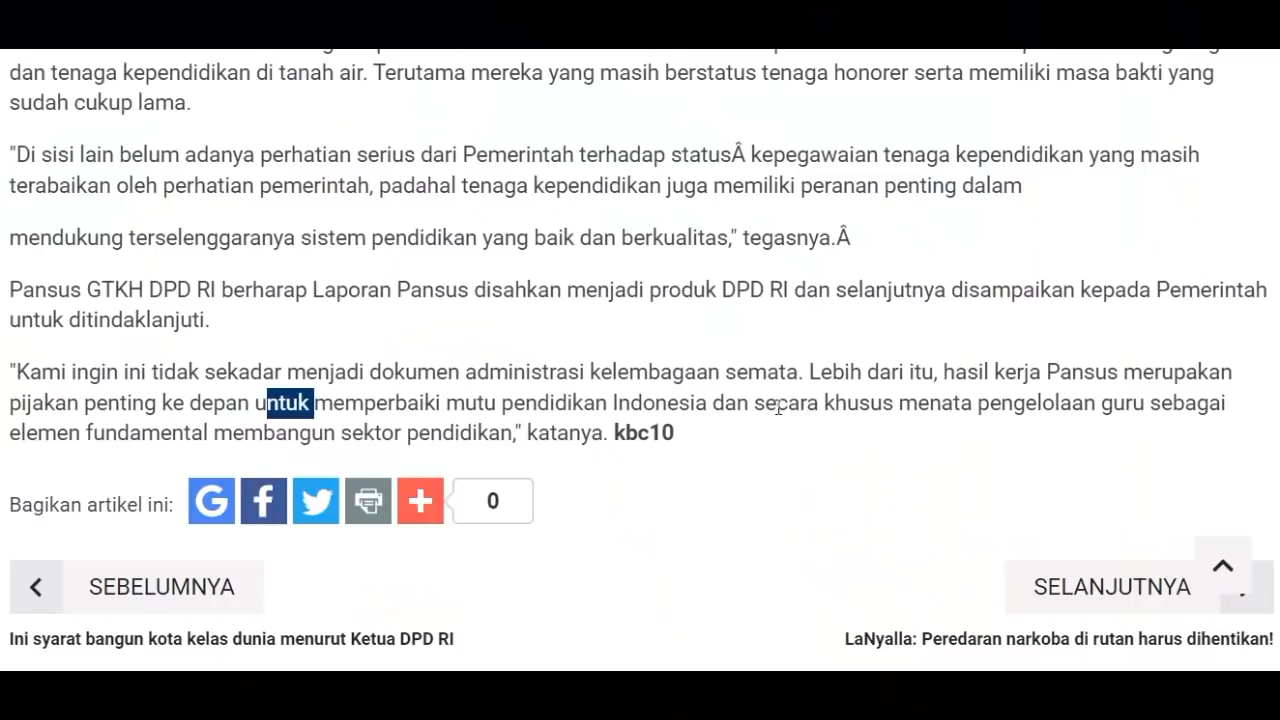 dan tenaga kependidikan di tanah air. Terutama mereka yang masih berstatus tenaga honorer serta memiliki masa bakti yang
sudah cukup lama.
"Di sisi lain belum adanya perhatian serius dari Pemerintah terhadap statusÂ kepegawaian tenaga kependidikan yang masih
terabaikan oleh perhatian pemerintah, padahal tenaga kependidikan juga memiliki peranan penting dalam
mendukung terselenggaranya sistem pendidikan yang baik dan berkualitas," tegasnya.Â
Pansus GTKH DPD RI berharap Laporan Pansus disahkan menjadi produk DPD RI dan selanjutnya disampaikan kepada Pemerintah
untuk ditindaklanjuti.
"Kami ingin ini tidak sekadar menjadi dokumen administrasi kelembagaan semata. Lebih dari itu, hasil kerja Pansus merupakan
pijakan penting ke depan untuk memperbaiki mutu pendidikan Indonesia dan secara khusus menata pengelolaan guru sebagai
elemen fundamental membangun sektor pendidikan," katanya. kbc10
Bagikan artikel ini: G f + 0
SEBELUMNYA SELANJUTNYA
Ini syarat bangun kota kelas dunia menurut Ketua DPD RI LaNyalla: Peredaran narkoba di rutan harus dihentikan!